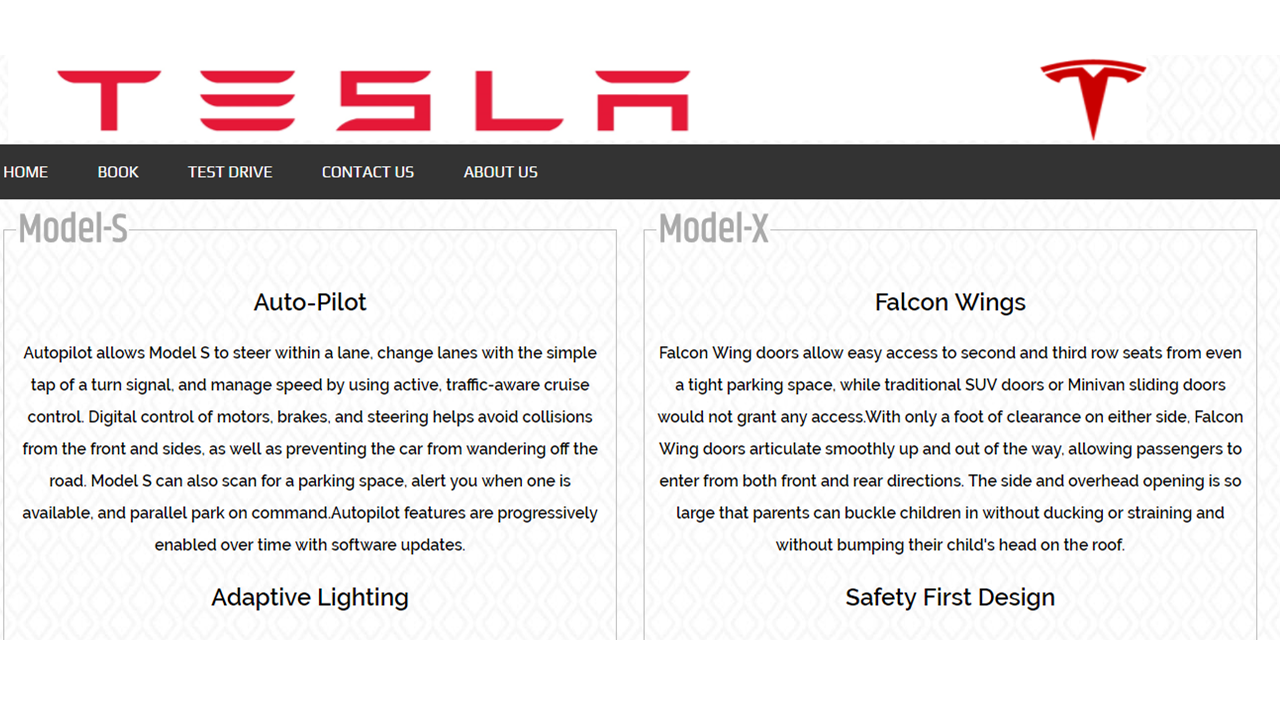 TESLA
HOME BOOK TEST DRIVE CONTACT US ABOUT US
Model-S
Auto-Pilot
Autopilot allows Model S to steer within a lane, change lanes with the simple
tap of a turn signal, and manage speed by using active, traffic-aware cruise
control. Digital control of motors, brakes, and steering helps avoid collisions
from the front and sides, as well as preventing the car from wandering off the
road. Model S can also scan for a parking space, alert you when one is
available, and parallel park on command.Autopilot features are progressively
enabled over time with software updates.
Adaptive Lighting
Model-X
Falcon Wings
Falcon Wing doors allow easy access to second and third row seats from even
a tight parking space, while traditional SUV doors or Minivan sliding doors
would not grant any access.With only a foot of clearance on either side, Falcon
Wing doors articulate smoothly up and out of the way, allowing passengers to
enter from both front and rear directions. The side and overhead opening is so
large that parents can buckle children in without ducking or straining and
without bumping their child's head on the roof.
Safety First Design